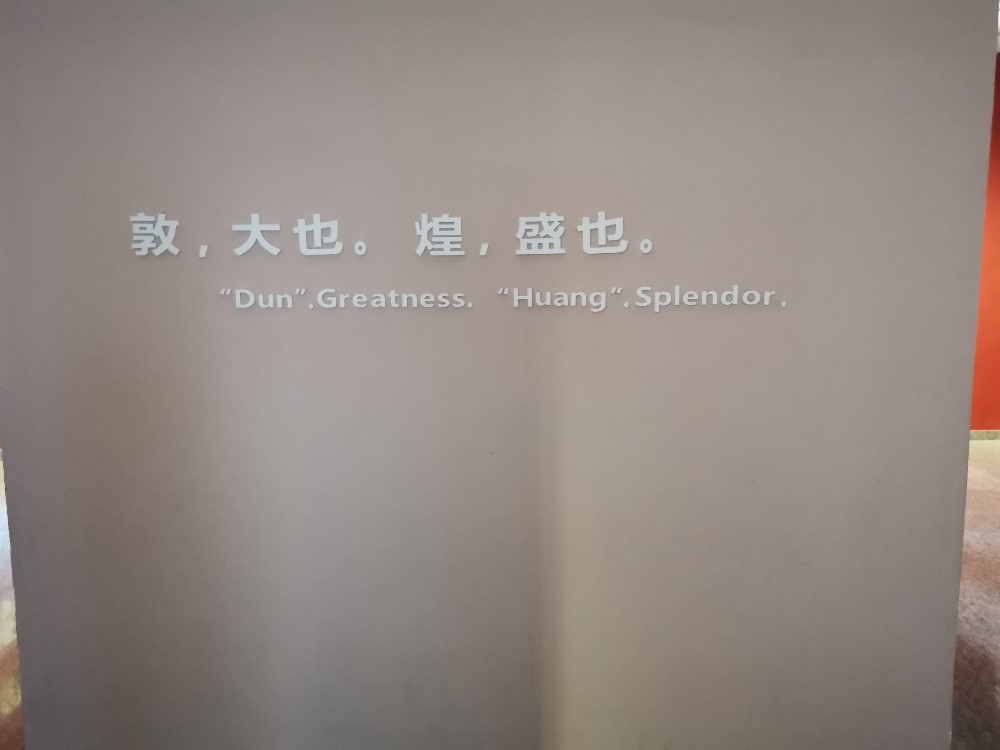 敦，大也。煌，盛也。
“Dun”,Greatness. “Huang”,Splendor.